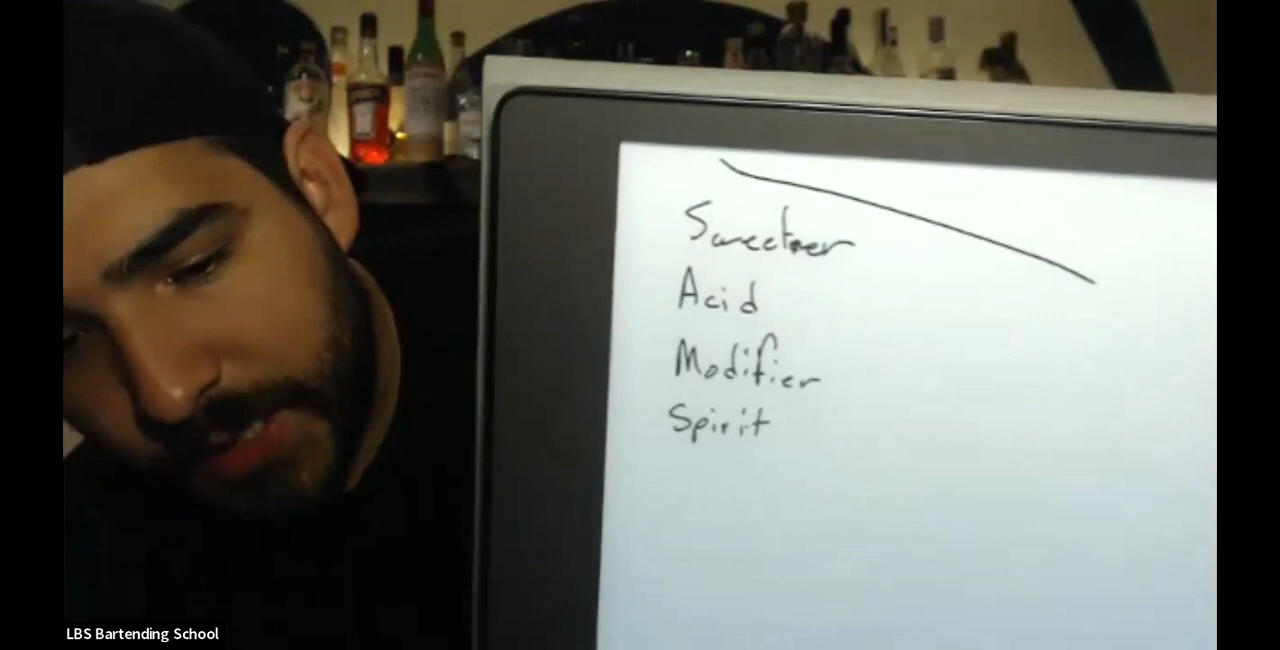 Sweetner
Acid
Modifier
Spirit
LBS Bartending School